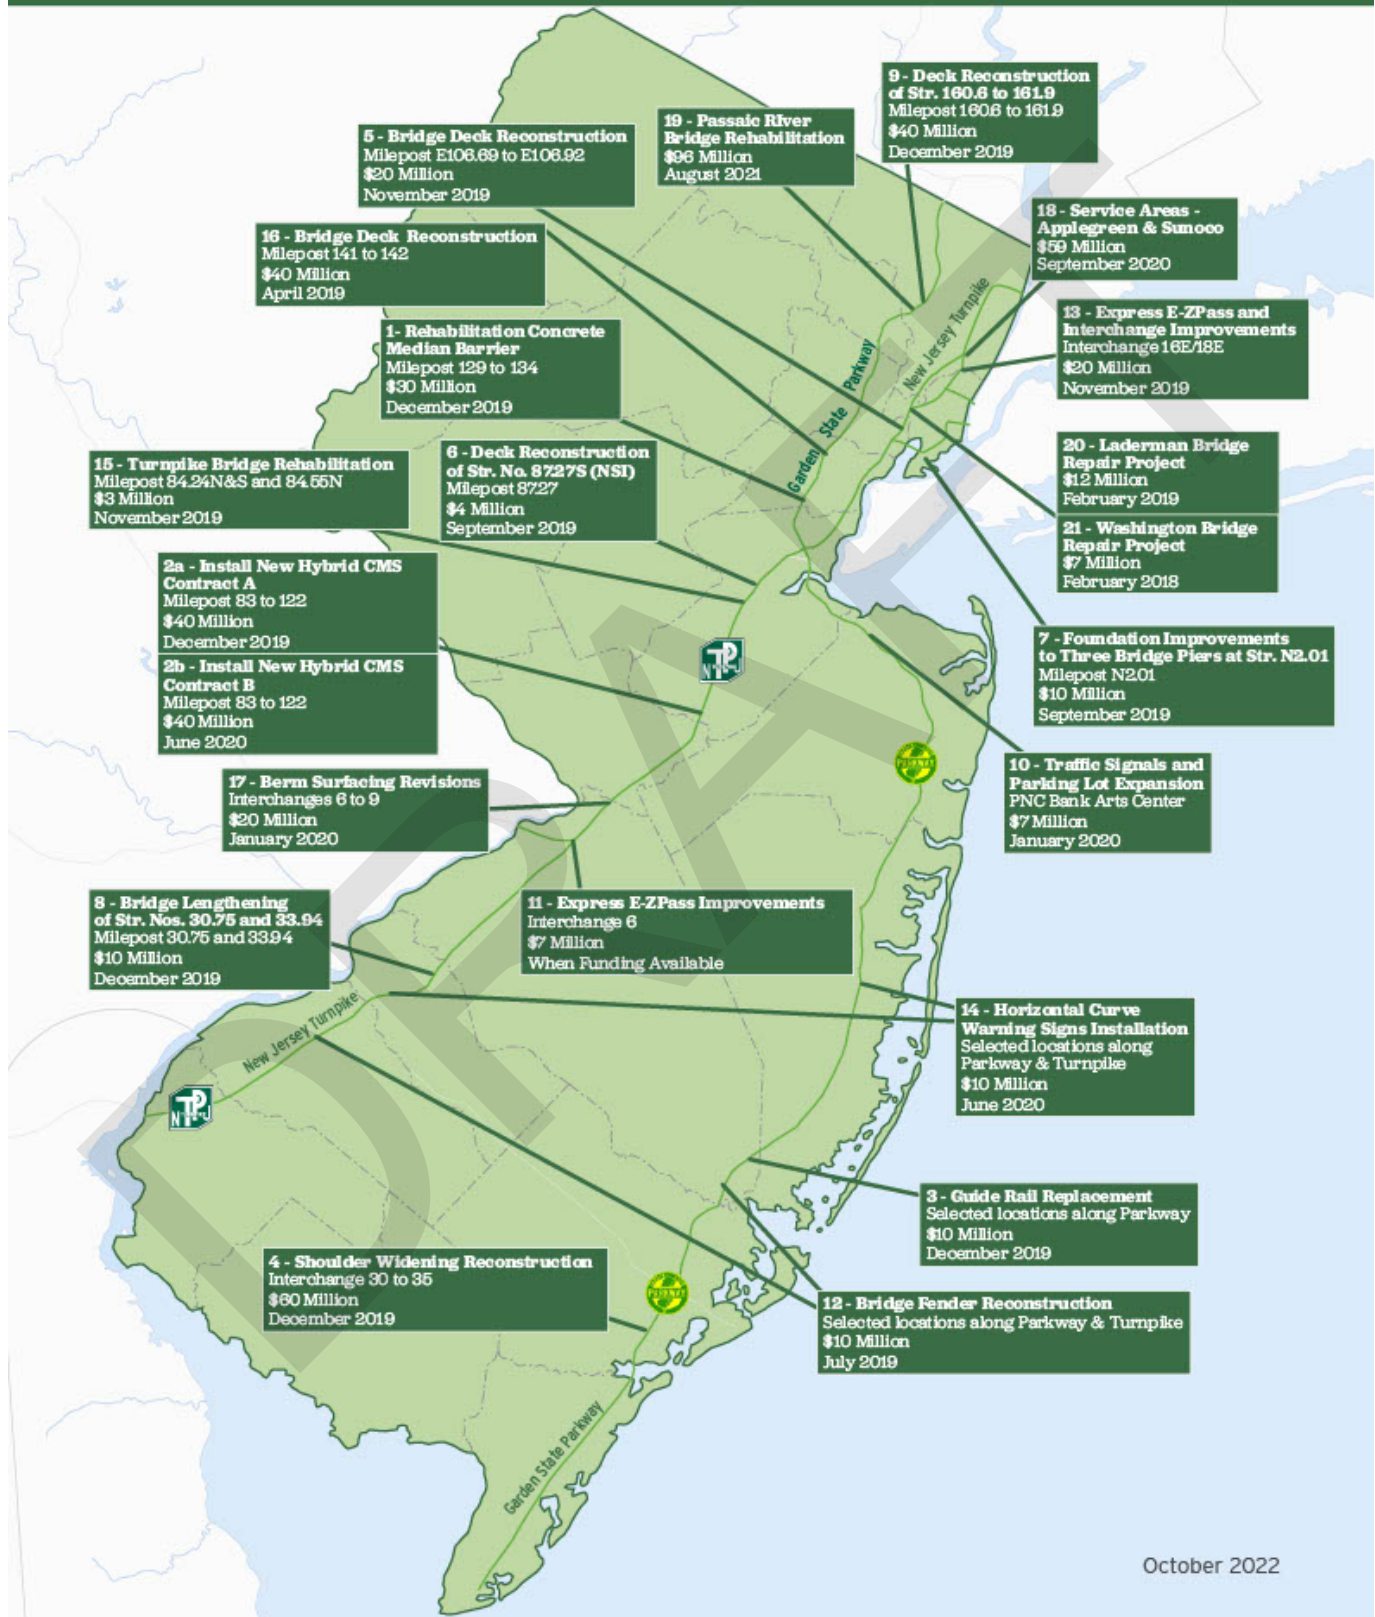 9 - Deck Reconstruction
of Str. 160.6 to 161.9
Milepost 160.6 to 161.9
$40 Million
December 2019
19 - Passaic River
Bridge Rehabilitation
$96 Million
August 2021
5 - Bridge Deck Reconstruction
Milepost E106.69 to E106.92
$20 Million
November 2019
18 - Service Areas -
Applegreen & Sunoco
$59 Million
September 2020
16 - Bridge Deck Reconstruction
Milepost 141 to 142
$40 Million
April 2019
13 - Express E-ZPass and
Interchange Improvements
Interchange 16E/18E
$20 Million
November 2019
1- Rehabilitation Concrete
Median Barrier
Milepost 129 to 134
$30 Million
December 2019
New Jersey Turnpike
Garden State Parkway
20 - Laderman Bridge
Repair Project
$12 Million
February 2019
6 - Deck Reconstruction
of Str. No. 87.27S (NSI)
Milepost 87.27
$4 Million
September 2019
15 - Turnpike Bridge Rehabilitation
Milepost 84.24N&S and 84.55N
$3 Million
November 2019
21 - Washington Bridge
Repair Project
$7 Million
February 2018
2a - Install New Hybrid CMS
Contract A
Milepost 83 to 122
$40 Million
December 2019
2b - Install New Hybrid CMS
Contract B
Milepost 83 to 122
$40 Million
June 2020
7 - Foundation Improvements
to Three Bridge Piers at Str. N2.01
Milepost N2.01
$10 Million
September 2019
10 - Traffic Signals and
Parking Lot Expansion
PNC Bank Arts Center
$7 Million
January 2020
17 - Berm Surfacing Revisions
Interchanges 6 to 9
$20 Million
January 2020
8 - Bridge Lengthening
of Str. Nos. 30.75 and 33.94
Milepost 30.75 and 33.94
$10 Million
December 2019
11 - Express E-ZPass Improvements
Interchange 6
$7 Million
When Funding Available
14 - Horizontal Curve
Warning Signs Installation
Selected locations along
Parkway & Turnpike
$10 Million
June 2020
New Jersey Turnpike
3 - Guide Rail Replacement
Selected locations along Parkway
$10 Million
December 2019
4 - Shoulder Widening Reconstruction
Interchange 30 to 35
$60 Million
December 2019
12 - Bridge Fender Reconstruction
Selected locations along Parkway & Turnpike
$10 Million
July 2019
Garden State Parkway
October 2022
DRAFT